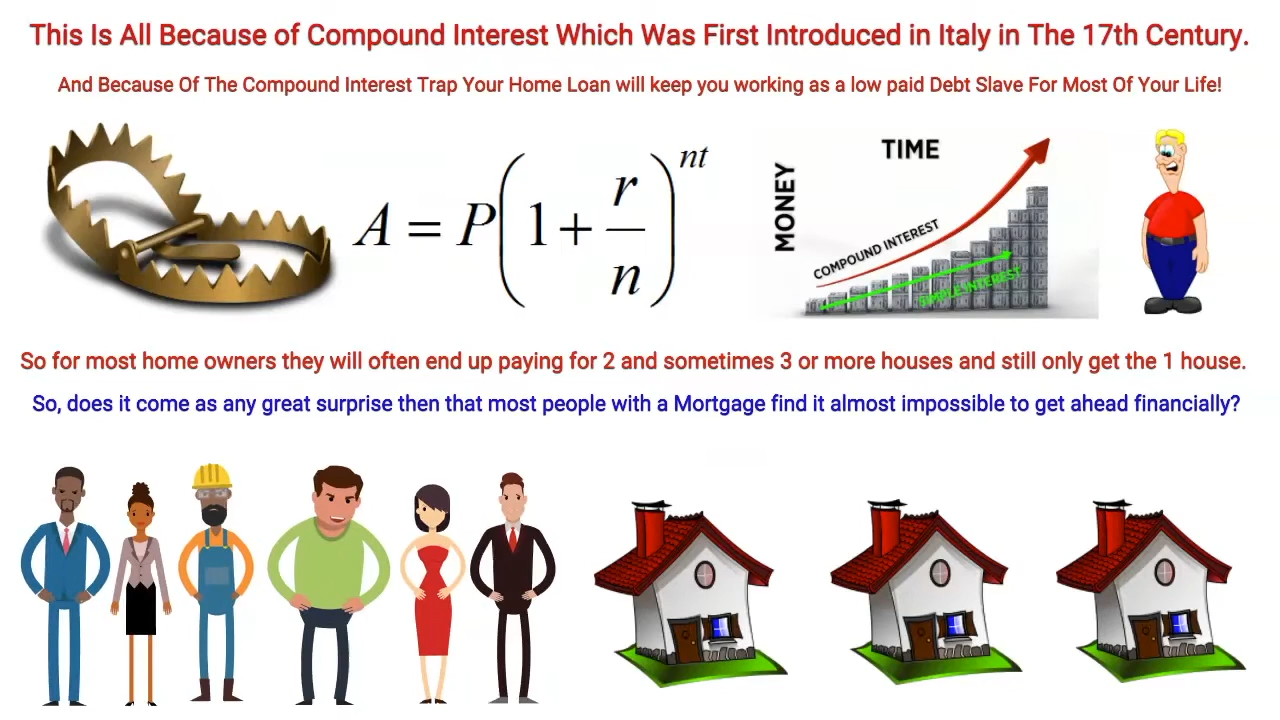 This Is All Because of Compound Interest Which Was First Introduced in Italy in The 17th Century.
And Because Of The Compound Interest Trap Your Home Loan will keep you working as a low paid Debt Slave For Most Of Your Life!
A = P(1 + r/n)^nt
TIME
MONEY
COMPOUND INTEREST
SIMPLE INTEREST
So for most home owners they will often end up paying for 2 and sometimes 3 or more houses and still only get the 1 house.
So, does it come as any great surprise then that most people with a Mortgage find it almost impossible to get ahead financially?